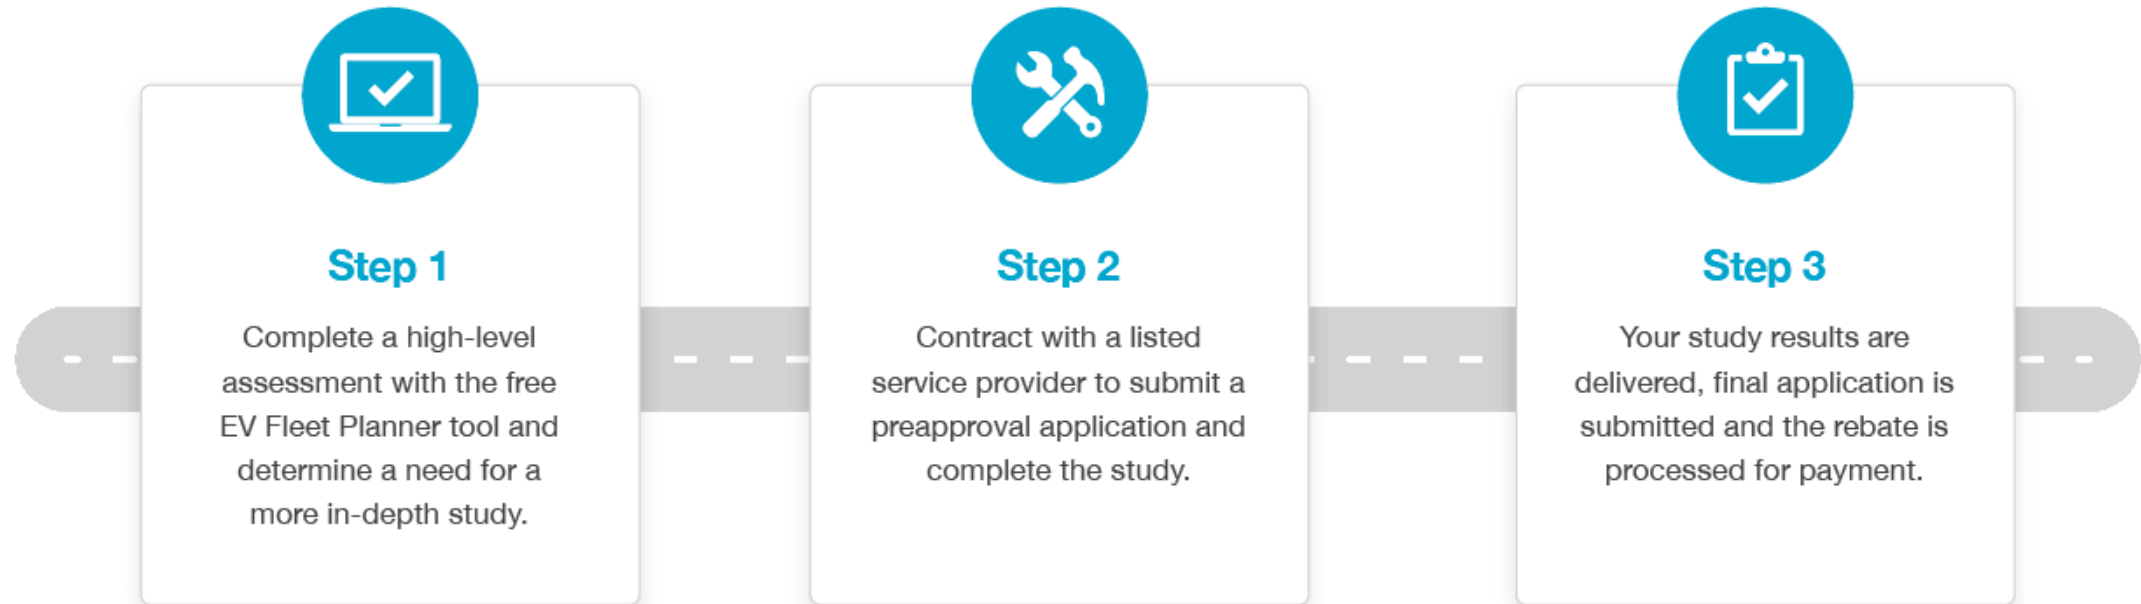 Step 1
Complete a high-level
assessment with the free
EV Fleet Planner tool and
determine a need for a
more in-depth study.
Step 2
Contract with a listed
service provider to submit a
preapproval application and
complete the study.
Step 3
Your study results are
delivered, final application is
submitted and the rebate is
processed for payment.